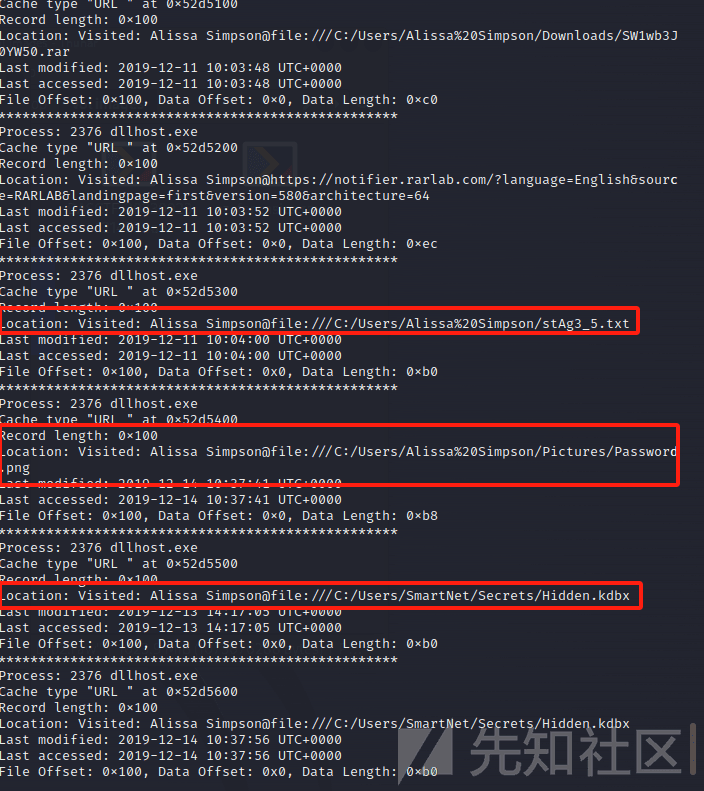 Cache type "URL " at 0×52d5100
Record length: 0×100
Location: Visited: Alissa Simpson@file:///C:/Users/Alissa%20Simpson/Downloads/SW1wb3J
0YW50.rar
Last modified: 2019-12-11 10:03:48 UTC+0000
Last accessed: 2019-12-11 10:03:48 UTC+0000
File Offset: 0×100, Data Offset: 0×0, Data Length: 0×c0
**************************************************
Process: 2376 dllhost.exe
Cache type "URL " at 0×52d5200
Record length: 0×100
Location: Visited: Alissa Simpson@https://notifier.rarlab.com/?language=English&sourc
e=RARLAB&landingpage=first&version=580&architecture=64
Last modified: 2019-12-11 10:03:52 UTC+0000
Last accessed: 2019-12-11 10:03:52 UTC+0000
File Offset: 0×100, Data Offset: 0×0, Data Length: 0×ec
**************************************************
Process: 2376 dllhost.exe
Cache type "URL " at 0×52d5300
Record length: 0×100
Location: Visited: Alissa Simpson@file:///C:/Users/Alissa%20Simpson/stAg3_5.txt
Last modified: 2019-12-11 10:04:00 UTC+0000
Last accessed: 2019-12-11 10:04:00 UTC+0000
File Offset: 0×100, Data Offset: 0x0, Data Length: 0×b0
**************************************************
Process: 2376 dllhost.exe
Cache type "URL " at 0×52d5400
Record length: 0×100
Location: Visited: Alissa Simpson@file:///C:/Users/Alissa%20Simpson/Pictures/Password
.png
Last modified: 2019-12-14 10:37:41 UTC+0000
Last accessed: 2019-12-14 10:37:41 UTC+0000
File Offset: 0×100, Data Offset: 0×0, Data Length: 0×b8
**************************************************
Process: 2376 dllhost.exe
Cache type "URL " at 0×52d5500
Record length: 0×100
Location: Visited: Alissa Simpson@file:///C:/Users/SmartNet/Secrets/Hidden.kdbx
Last modified: 2019-12-13 14:17:05 UTC+0000
Last accessed: 2019-12-13 14:17:05 UTC+0000
File Offset: 0×100, Data Offset: 0x0, Data Length: 0×b0
**************************************************
Process: 2376 dllhost.exe
Cache type "URL " at 0×52d5600
Record length: 0×100
Location: Visited: Alissa Simpson@file:///C:/Users/SmartNet/Secrets/Hidden.kdbx
Last modified: 2019-12-14 10:37:56 UTC+0000
Last accessed: 2019-12-14 10:37:56 UTC+0000
File Offset: 0×100, Data Offset: 0x0, Data Length: 0×b0
先知社区